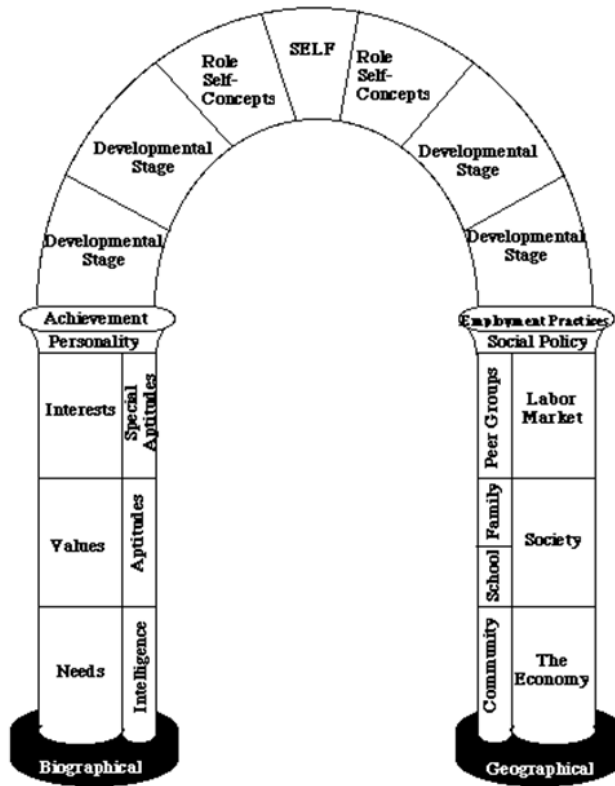 SELF
Role
Self-
Concepts
Role
Self-
Concepts
Developmental
Stage
Developmental
Stage
Developmental
Stage
Developmental
Stage
Achievement
Personality
Interests
Special
Aptitudes
Values
Aptitudes
Needs
Intelligence
Biographical
Employment Practices
Social Policy
Peer Groups
Labor
Market
Family
School
Society
Community
The
Economy
Geographical